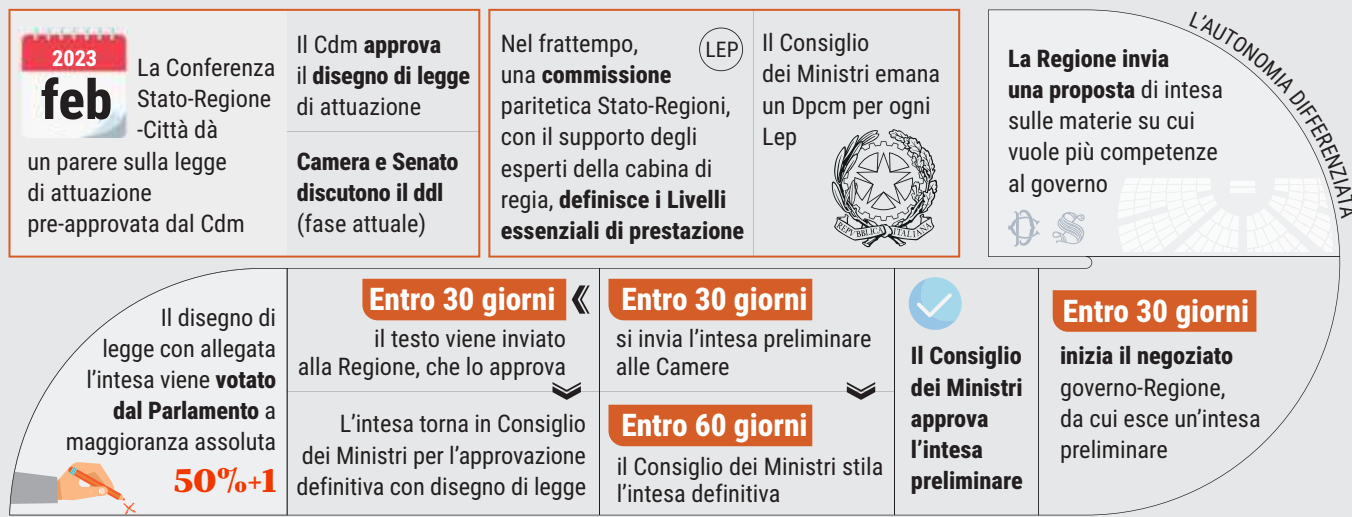 2023
feb
La Conferenza
Stato-Regione
-Città dà
un parere sulla legge
di attuazione
pre-approvata dal Cdm
Il Cdm approva
il disegno di legge
di attuazione
Camera e Senato
discutono il ddl
(fase attuale)
Nel frattempo,
una commissione
paritetica Stato-Regioni,
con il supporto degli
esperti della cabina di
regia, definisce i Livelli
essenziali di prestazione
LEP
Il Consiglio
dei Ministri emana
un Dpcm per ogni
Lep
REPVBBLICA ITALIANA
L'AUTONOMIA DIFFERENZIATA
La Regione invia
una proposta di intesa
sulle materie su cui
vuole più competenze
al governo
Entro 30 giorni
inizia il negoziato
governo-Regione,
da cui esce un'intesa
preliminare
Il Consiglio
dei Ministri
approva
l'intesa
preliminare
Entro 30 giorni
si invia l'intesa preliminare
alle Camere
Entro 60 giorni
il Consiglio dei Ministri stila
l'intesa definitiva
Entro 30 giorni
il testo viene inviato
alla Regione, che lo approva
L'intesa torna in Consiglio
dei Ministri per l'approvazione
definitiva con disegno di legge
Il disegno di
legge con allegata
l'intesa viene votato
dal Parlamento a
maggioranza assoluta
50%+1